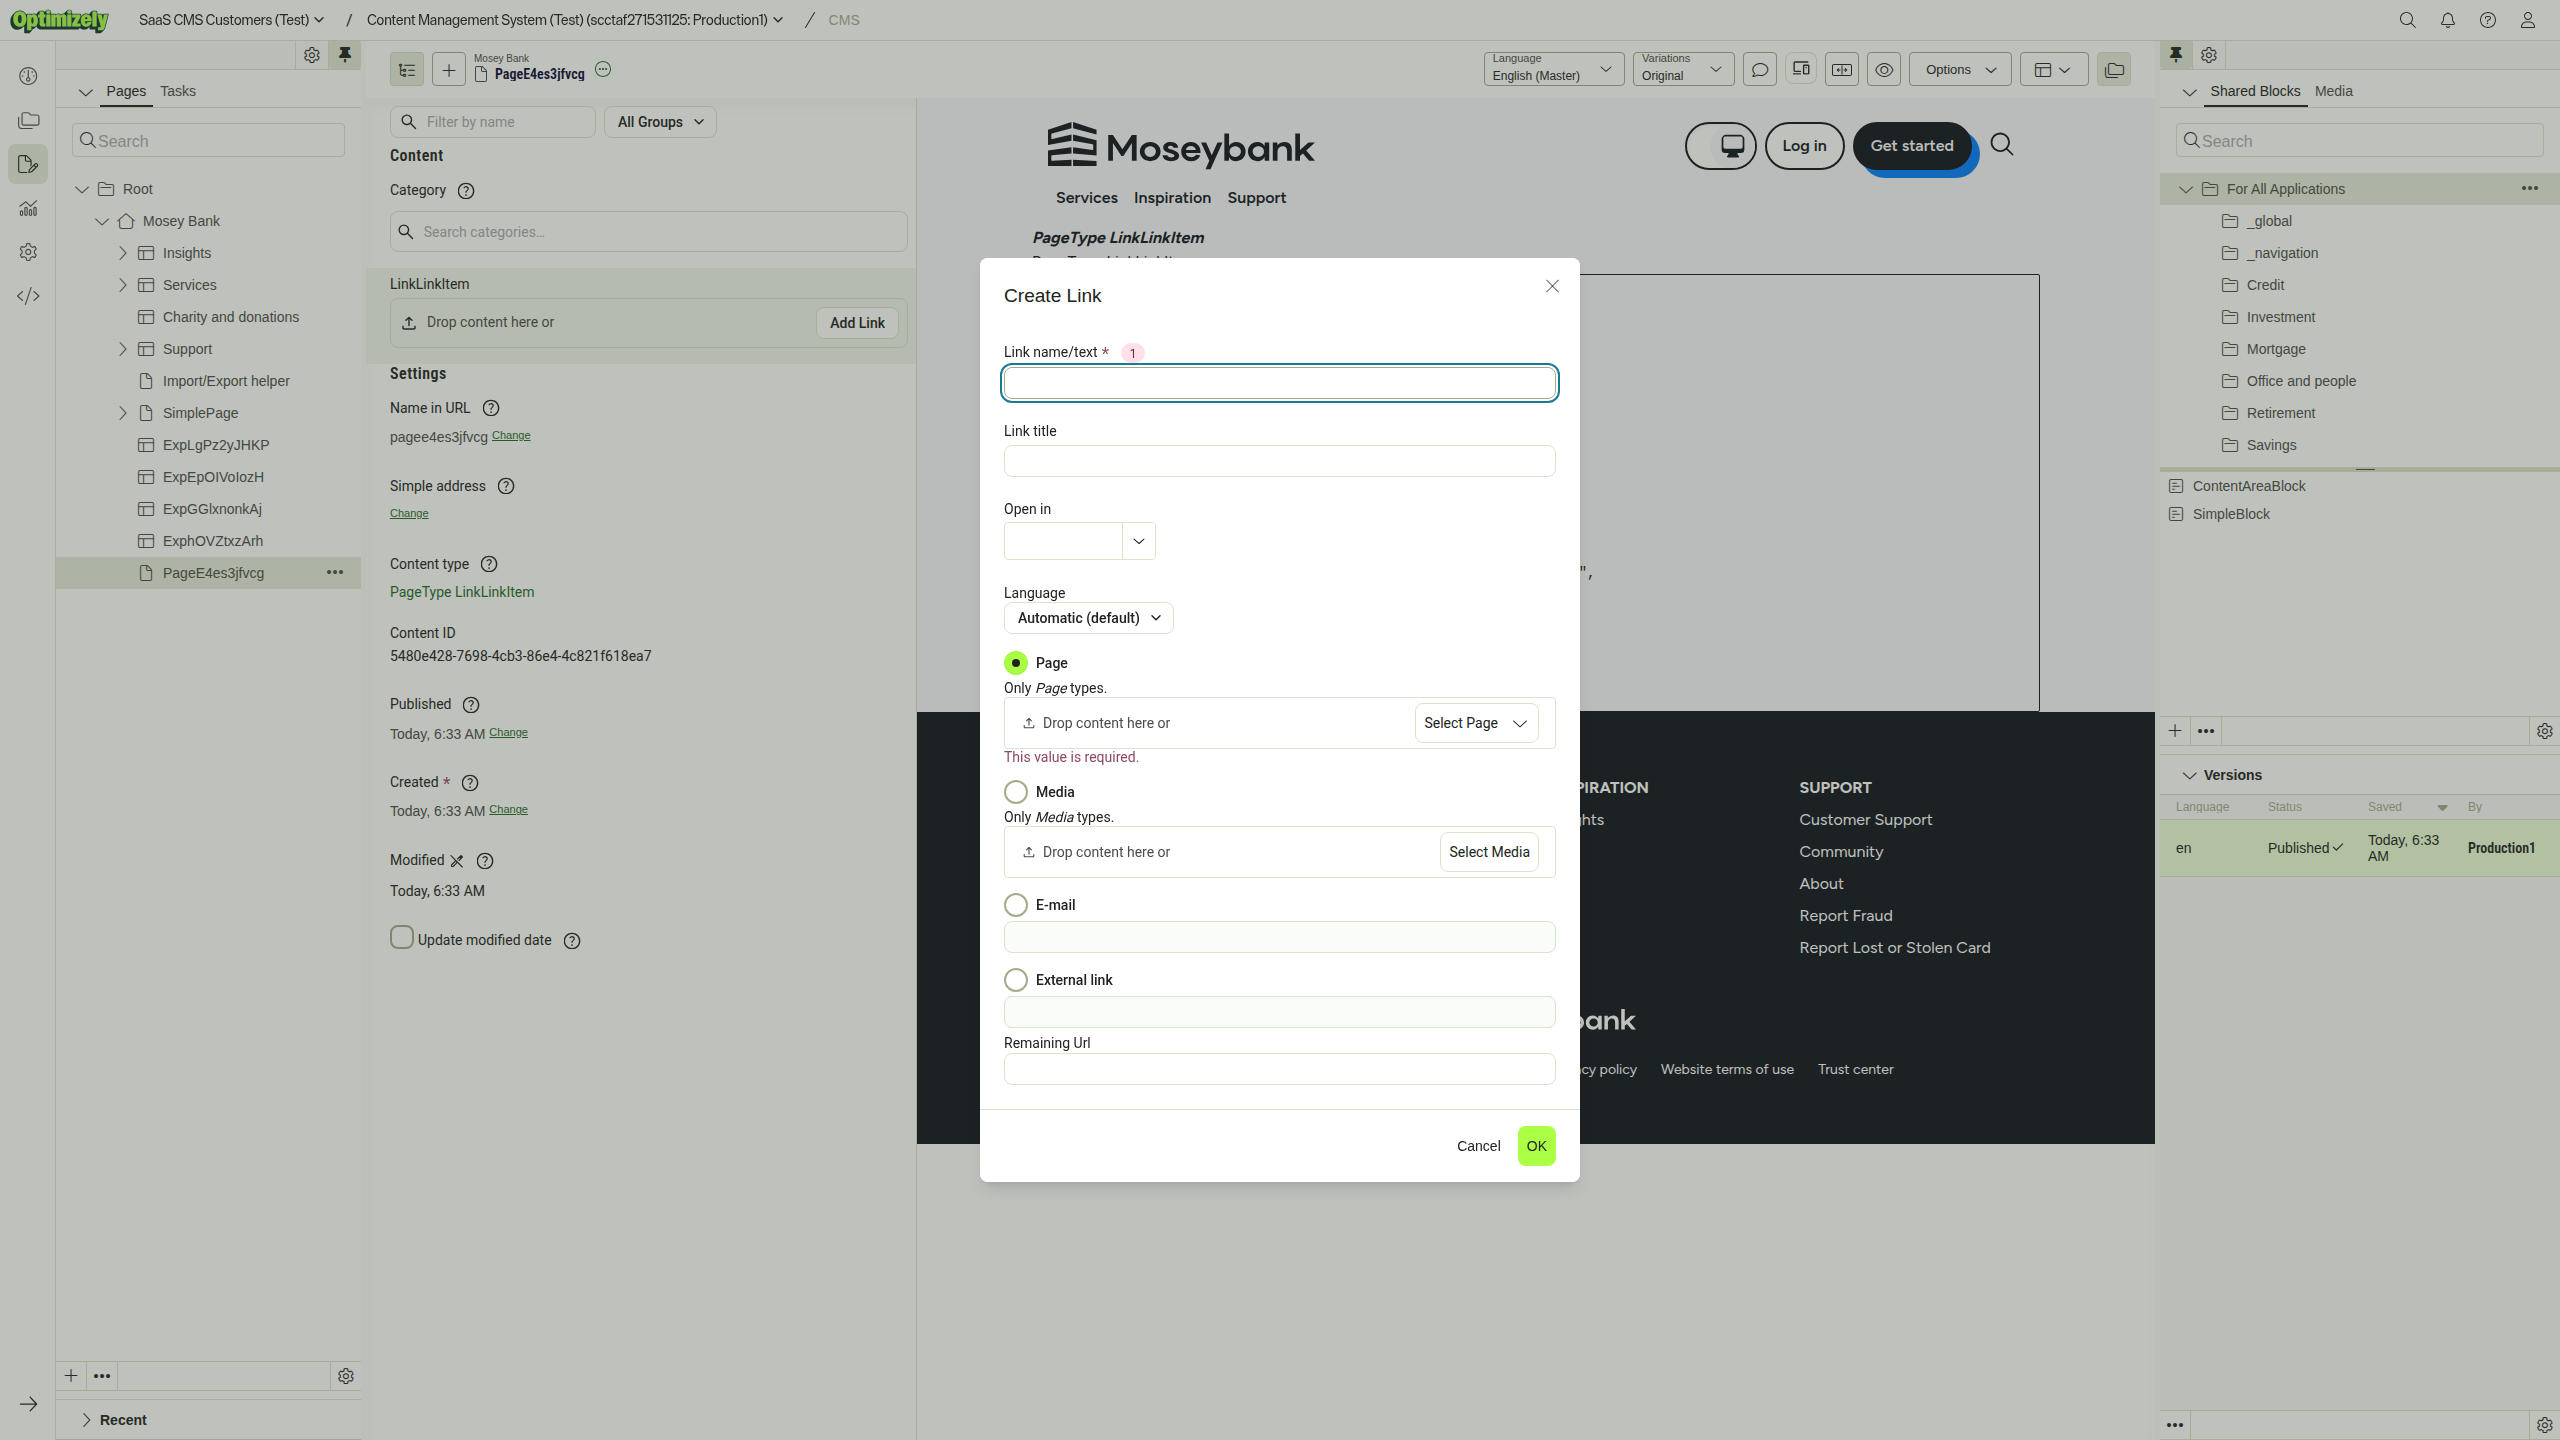 Optimizely
SaaS CMS Customers (Test) / Content Management System (Test) (scctaf271531125: Production1) / CMS
Pages Tasks
Search
Root
Mosey Bank
Insights
Services
Charity and donations
Support
Import/Export helper
SimplePage
ExpLgPz2yJHKP
ExpEpOIVoIozH
ExpGGlxnonkAj
ExphOVZtxzArh
PageE4es3jfvcg
Recent
Mosey Bank
PageE4es3jfvcg
Language
English (Master)
Variations
Original
Options
Filter by name
All Groups
Content
Category
Search categories...
LinkLinkItem
Drop content here or
Add Link
Settings
Name in URL
pagee4es3jfvcg Change
Simple address
Change
Content type
PageType LinkLinkItem
Content ID
5480e428-7698-4cb3-86e4-4c821f618ea7
Published
Today, 6:33 AM Change
Created *
Today, 6:33 AM Change
Modified
Today, 6:33 AM
Update modified date
Moseybank
Log in
Get started
Services Inspiration Support
PageType LinkLinkItem
",
Create Link
Link name/text * 1
Link title
Open in
Language
Automatic (default)
Page
Only Page types.
Drop content here or
Select Page
This value is required.
Media
Only Media types.
Drop content here or
Select Media
E-mail
External link
Remaining Url
Cancel
OK
PIRATION
hts
SUPPORT
Customer Support
Community
About
Report Fraud
Report Lost or Stolen Card
bank
cy policy Website terms of use Trust center
Shared Blocks Media
Search
For All Applications
_global
_navigation
Credit
Investment
Mortgage
Office and people
Retirement
Savings
ContentAreaBlock
SimpleBlock
Versions
Language Status Saved By
en Published Today, 6:33 AM Production1